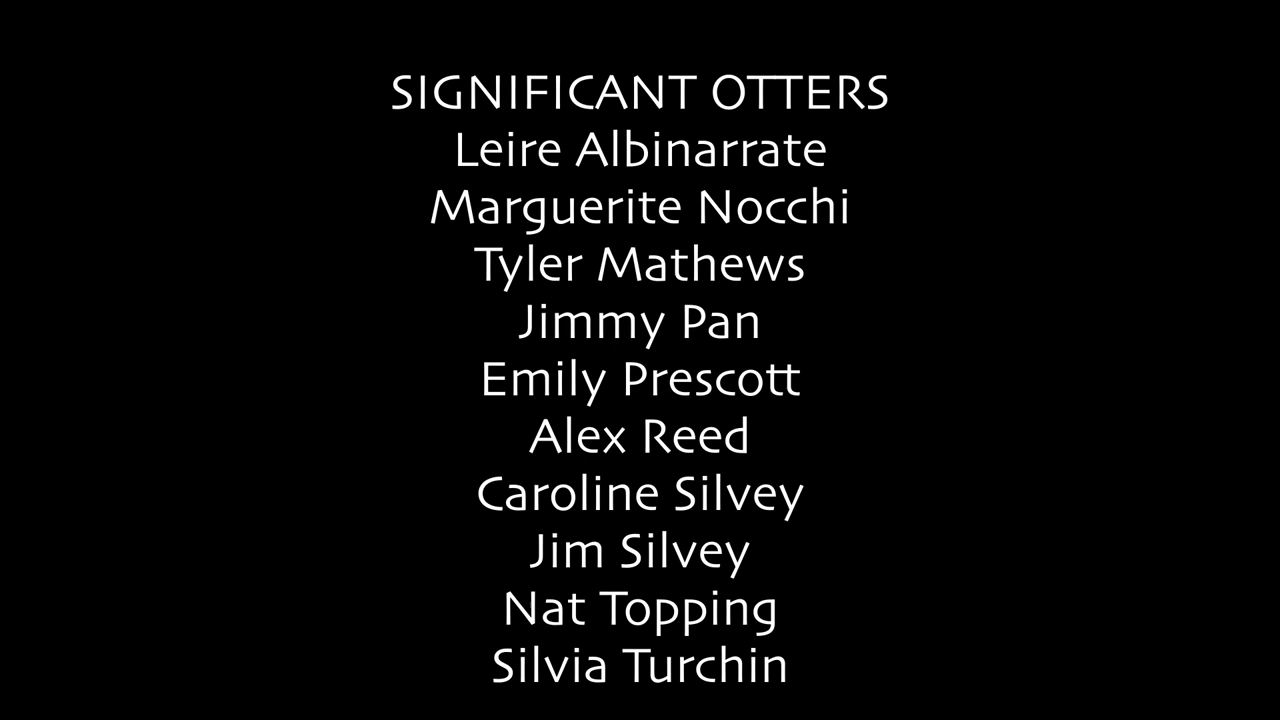 SIGNIFICANT OTTERS
Leire Albinarrate
Marguerite Nocchi
Tyler Mathews
Jimmy Pan
Emily Prescott
Alex Reed
Caroline Silvey
Jim Silvey
Nat Topping
Silvia Turchin